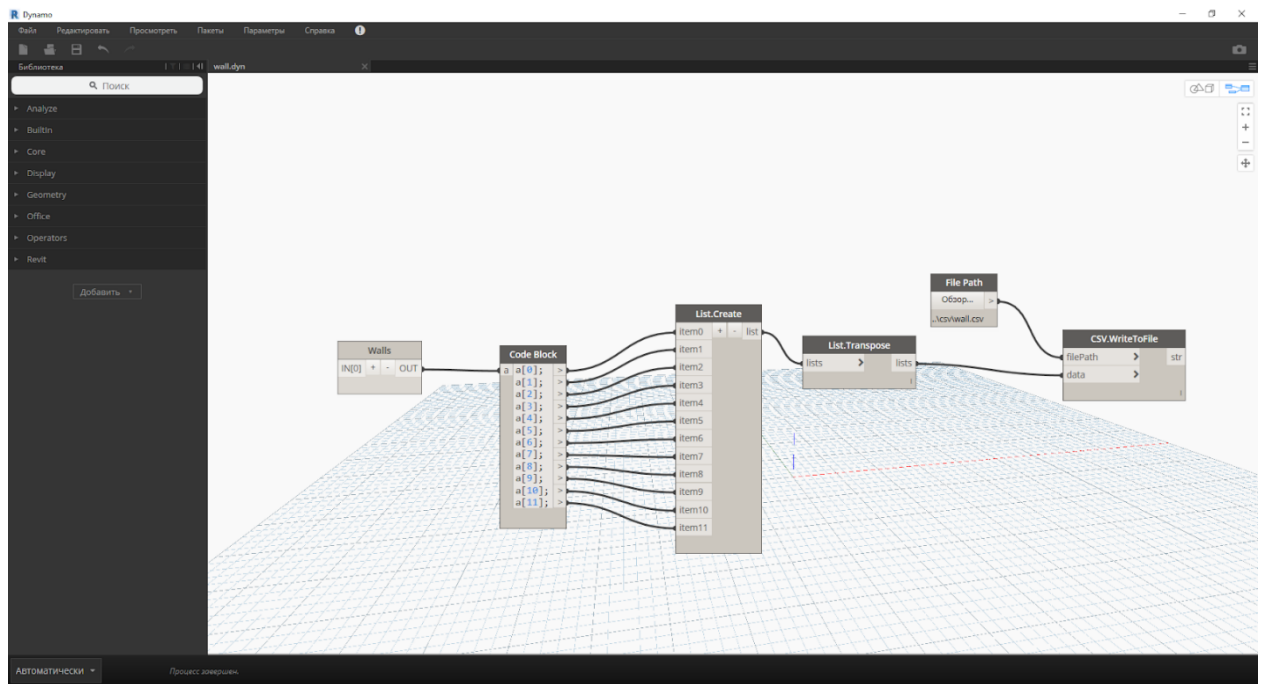 R Dynamo
Файл Редактировать Просмотреть Пакеты Параметры Справка !
Библиотека
wall.dyn
Поиск
Analyze
BuiltIn
Core
Display
Geometry
Office
Operators
Revit
Добавить
Walls
IN[0] + - OUT
Code Block
a a[0]; >
a[1]; >
a[2]; >
a[3]; >
a[4]; >
a[5]; >
a[6]; >
a[7]; >
a[8]; >
a[9]; >
a[10]; >
a[11]; >
List.Create
item0 + - list
item1
item2
item3
item4
item5
item6
item7
item8
item9
item10
item11
List.Transpose
lists > lists
l
File Path
Обзор... >
..\csv\wall.csv
CSV.WriteToFile
filePath > str
data >
l
Автоматически
Процесс завершен.